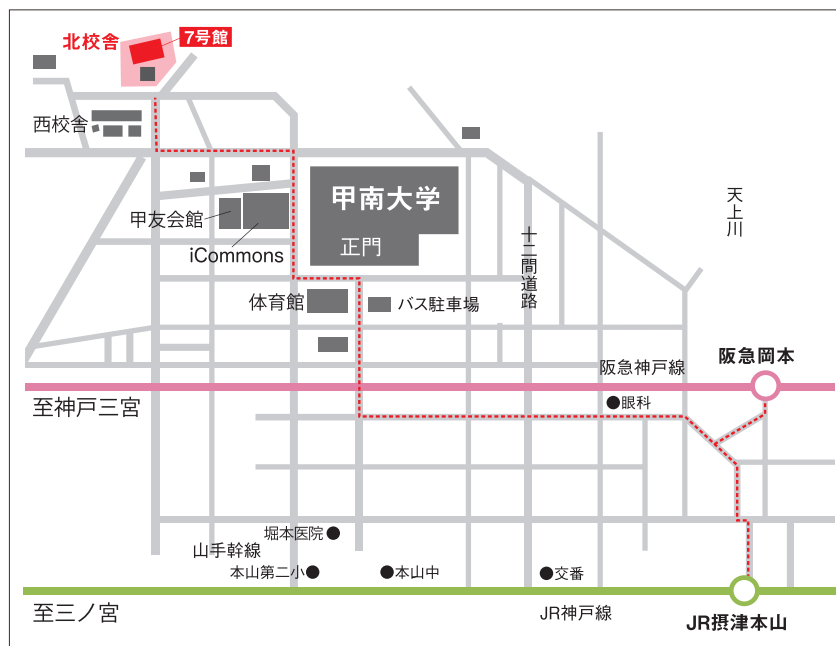 北校舎
7号館
西校舎
甲友会館
iCommons
甲南大学
正門
天上川
十二間道路
体育館
バス駐車場
阪急神戸線
阪急岡本
至神戸三宮
眼科
堀本医院
山手幹線
本山第二小
本山中
交番
至三ノ宮
JR神戸線
JR摂津本山